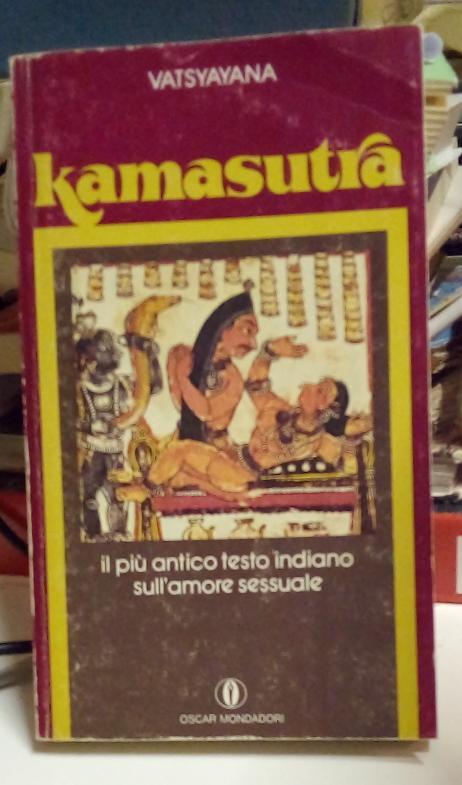 VATSYAYANA
kamasutra
il più antico testo indiano
sull'amore sessuale
OSCAR MONDADORI